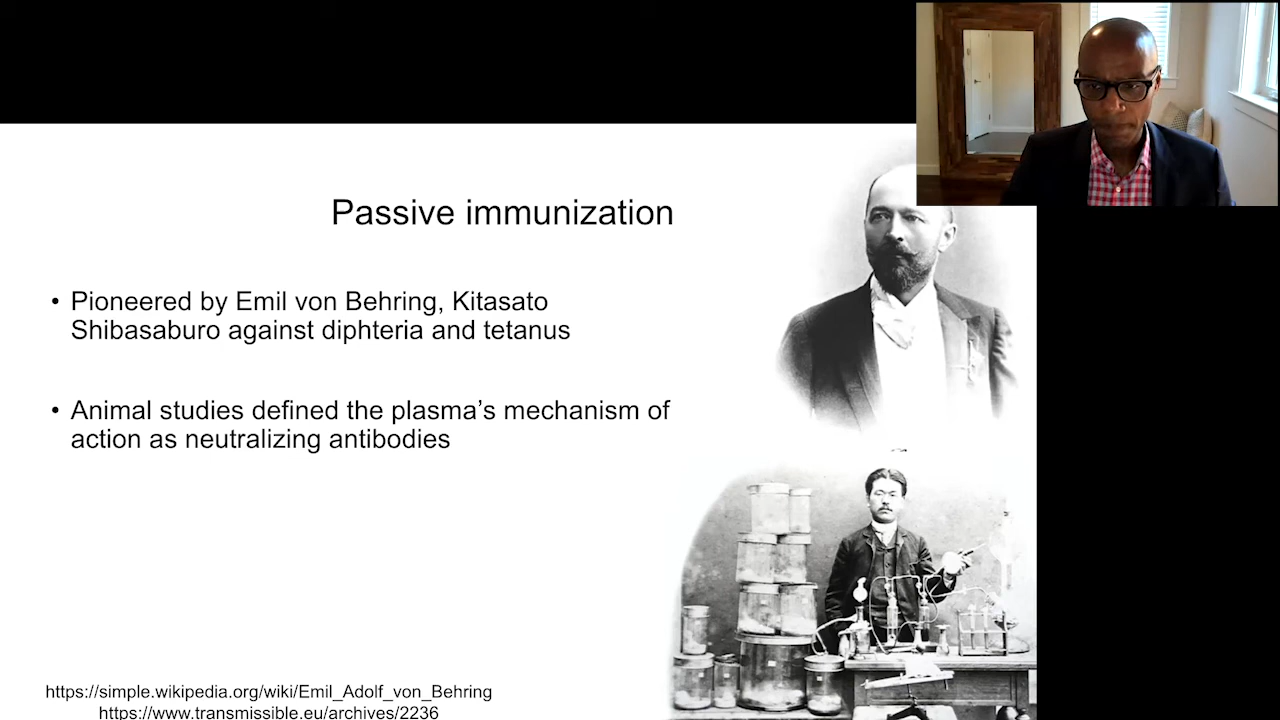 Passive immunization
• Pioneered by Emil von Behring, Kitasato
Shibasaburo against diphteria and tetanus
• Animal studies defined the plasma’s mechanism of
action as neutralizing antibodies
https://simple.wikipedia.org/wiki/Emil_Adolf_von_Behring
https://www.transmissible.eu/archives/2236